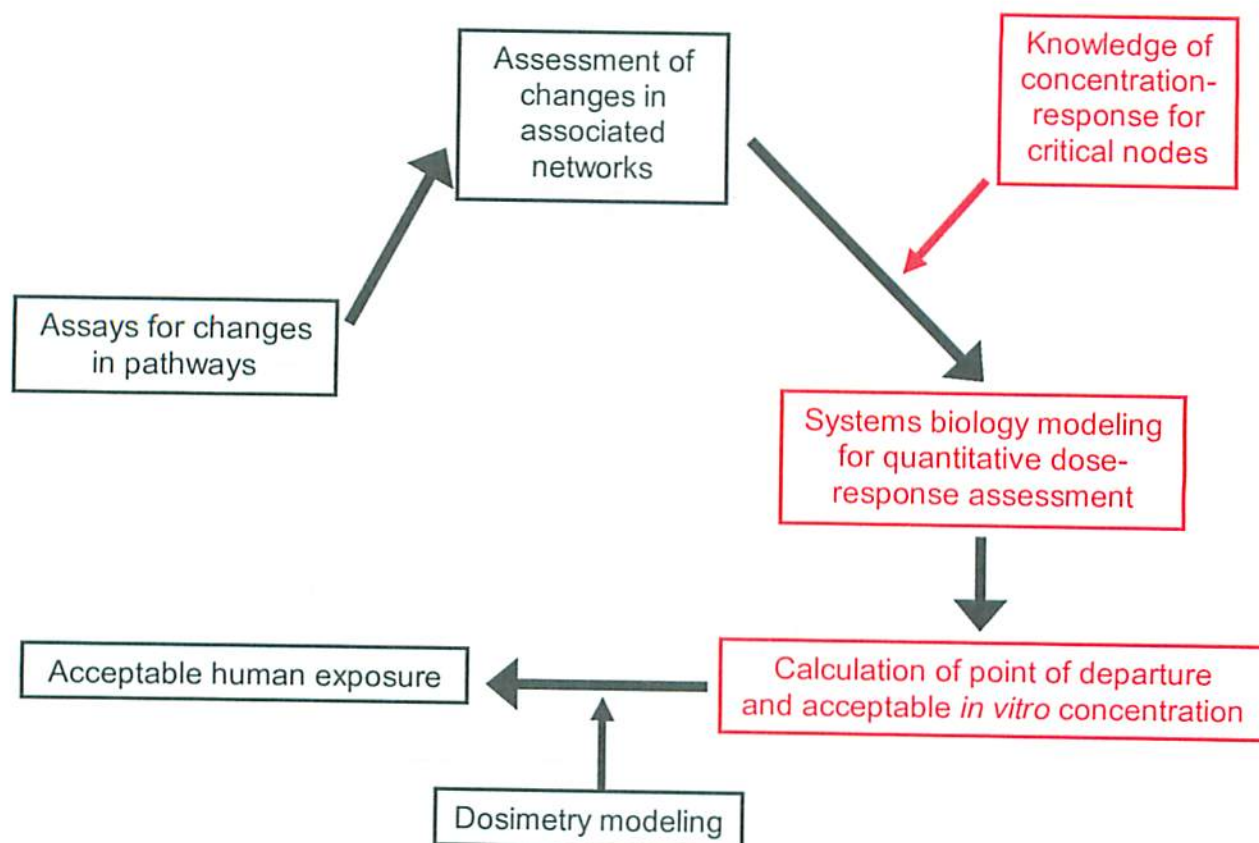 Assessment of
changes in
associated
networks
Knowledge of
concentration-
response for
critical nodes
Assays for changes
in pathways
Systems biology modeling
for quantitative dose-
response assessment
Calculation of point of departure
and acceptable in vitro concentration
Acceptable human exposure
Dosimetry modeling